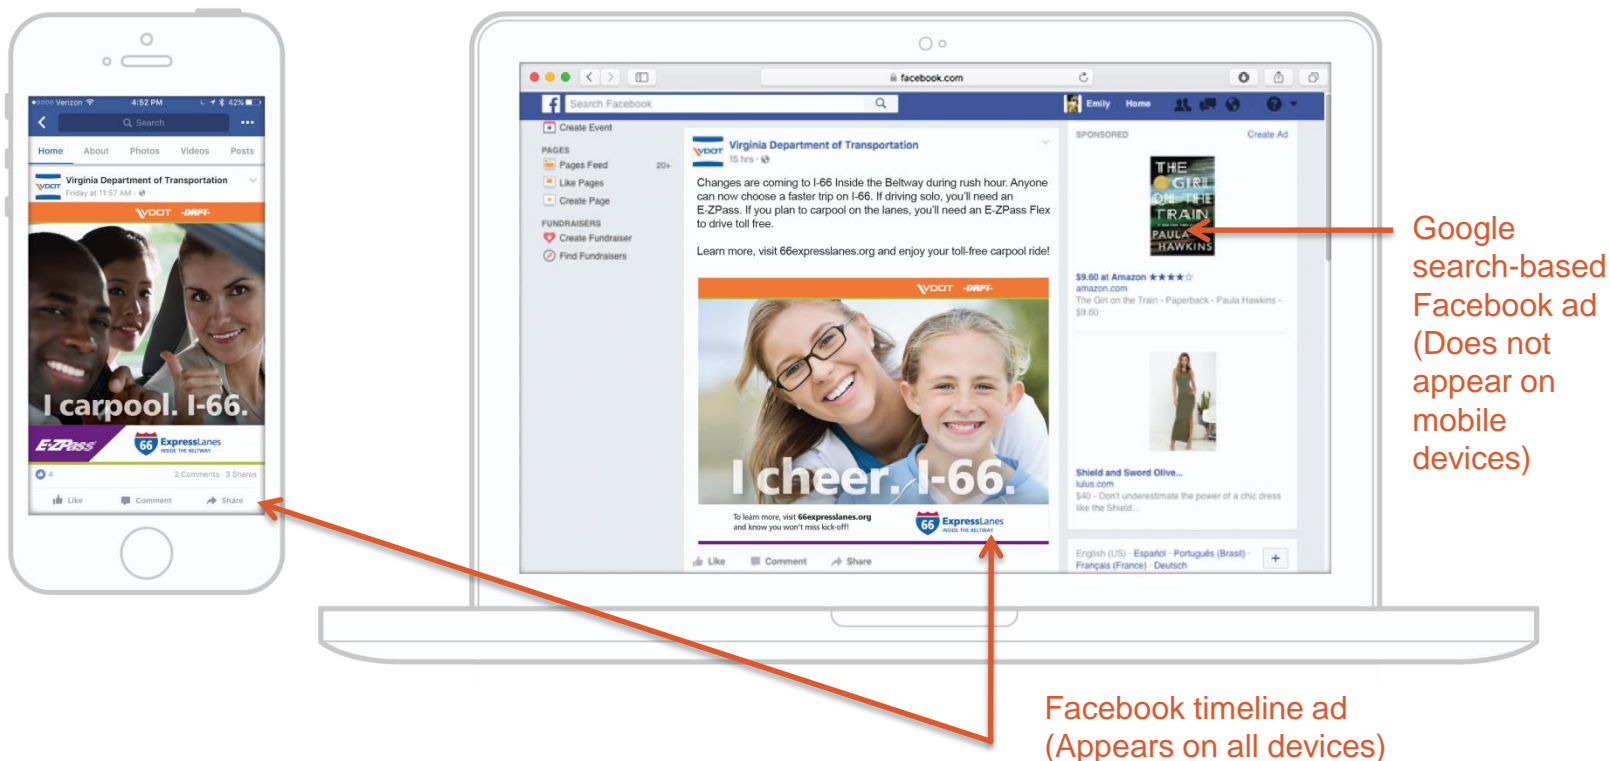 Verizon 4:52 PM 42%
Search
Home About Photos Videos Posts
Virginia Department of Transportation
Friday at 11:57 AM
VDOT -DRPT-
I carpool. I-66.
E-ZPass 66 ExpressLanes
INSIDE THE BELTWAY
4 2 Comments 3 Shares
Like Comment Share
facebook.com
Search Facebook
Emily Home
Create Event
PAGES
Pages Feed 20+
Like Pages
Create Page
FUNDRAISERS
Create Fundraiser
Find Fundraisers
VDOT
Virginia Department of Transportation
15 hrs
Changes are coming to I-66 Inside the Beltway during rush hour. Anyone
can now choose a faster trip on I-66. If driving solo, you'll need an
E-ZPass. If you plan to carpool on the lanes, you'll need an E-ZPass Flex
to drive toll free.
Learn more, visit 66expresslanes.org and enjoy your toll-free carpool ride!
VDOT -DRPT-
I cheer. I-66.
To learn more, visit 66expresslanes.org
and know you won't miss kick-off!
66 ExpressLanes
INSIDE THE BELTWAY
Like Comment Share
SPONSORED Create Ad
THE
GIRL
ON THE
TRAIN
PAULA
HAWKINS
$9.60 at Amazon ★★★★☆
amazon.com
The Girl on the Train - Paperback - Paula Hawkins -
$9.60
Shield and Sword Olive...
lulus.com
$40 - Don't underestimate the power of a chic dress
like the Shield...
English (US) · Español · Português (Brasil) ·
Français (France) · Deutsch
Google
search-based
Facebook ad
(Does not
appear on
mobile
devices)
Facebook timeline ad
(Appears on all devices)